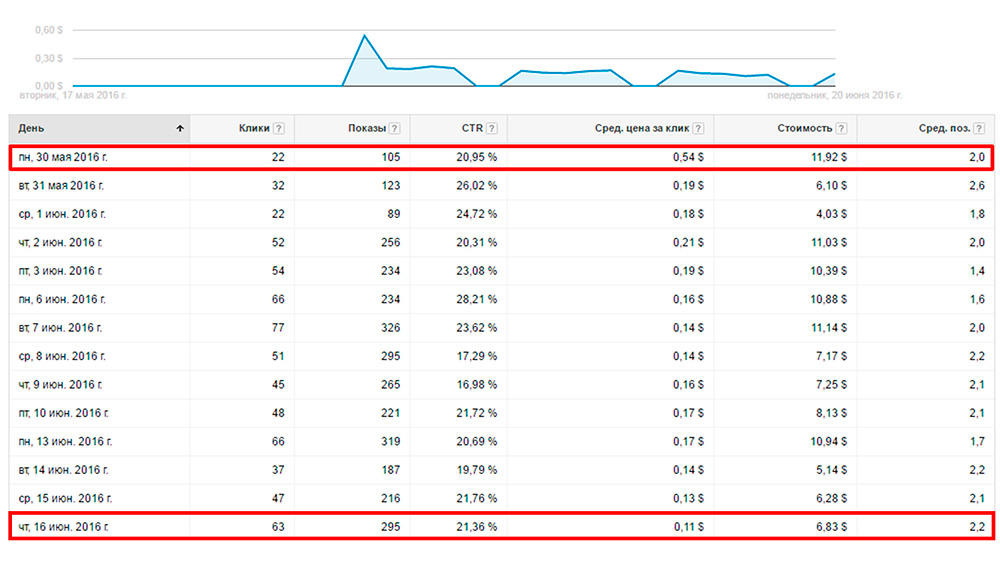 0,60 $
0,30 $
0,00 $
вторник, 17 мая 2016 г. понедельник, 20 июня 2016 г.
День Клики ? Показы ? CTR ? Сред. цена за клик ? Стоимость ? Сред. поз. ?
пн, 30 мая 2016 г. 22 105 20,95 % 0,54 $ 11,92 $ 2,0
вт, 31 мая 2016 г. 32 123 26,02 % 0,19 $ 6,10 $ 2,6
ср, 1 июн. 2016 г. 22 89 24,72 % 0,18 $ 4,03 $ 1,8
чт, 2 июн. 2016 г. 52 256 20,31 % 0,21 $ 11,03 $ 2,0
пт, 3 июн. 2016 г. 54 234 23,08 % 0,19 $ 10,39 $ 1,4
пн, 6 июн. 2016 г. 66 234 28,21 % 0,16 $ 10,88 $ 1,6
вт, 7 июн. 2016 г. 77 326 23,62 % 0,14 $ 11,14 $ 2,0
ср, 8 июн. 2016 г. 51 295 17,29 % 0,14 $ 7,17 $ 2,2
чт, 9 июн. 2016 г. 45 265 16,98 % 0,16 $ 7,25 $ 2,1
пт, 10 июн. 2016 г. 48 221 21,72 % 0,17 $ 8,13 $ 2,1
пн, 13 июн. 2016 г. 66 319 20,69 % 0,17 $ 10,94 $ 1,7
вт, 14 июн. 2016 г. 37 187 19,79 % 0,14 $ 5,14 $ 2,2
ср, 15 июн. 2016 г. 47 216 21,76 % 0,13 $ 6,28 $ 2,1
чт, 16 июн. 2016 г. 63 295 21,36 % 0,11 $ 6,83 $ 2,2